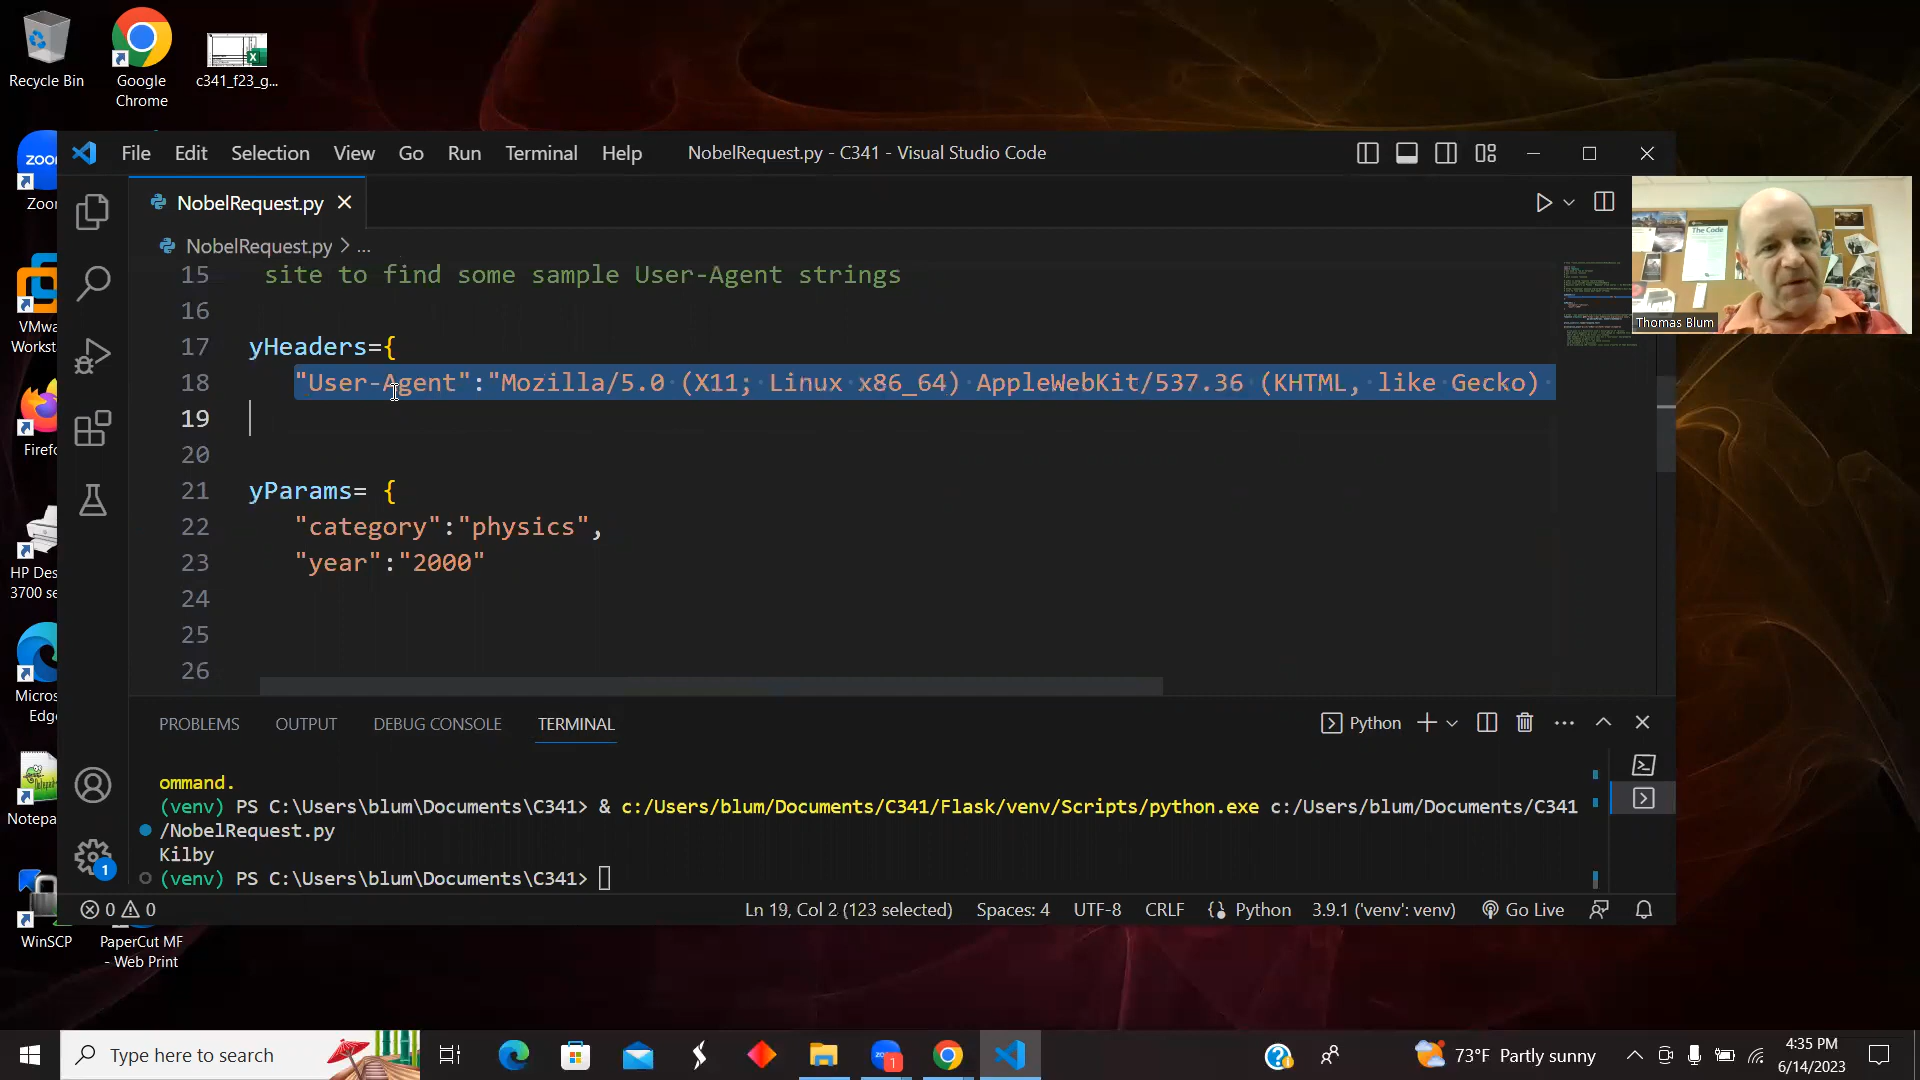 Recycle Bin
Google
Chrome
c341_f23_g...
zoom
Zoor
VMwa
Workst
Firefo
HP Des
3700 se
Micros
Edg
Notepa
WinSCP
PaperCut MF
- Web Print
File Edit Selection View Go Run Terminal Help
NobelRequest.py - C341 - Visual Studio Code
NobelRequest.py
NobelRequest.py > ...
15 site to find some sample User-Agent strings
16
17 yHeaders={
18 "User-Agent":"Mozilla/5.0 (X11; Linux x86_64) AppleWebKit/537.36 (KHTML, like Gecko)
19
20
21 yParams= {
22 "category":"physics",
23 "year":"2000"
24
25
26
The Code
Thomas Blum
PROBLEMS OUTPUT DEBUG CONSOLE TERMINAL
Python
ommand.
(venv) PS C:\Users\blum\Documents\C341> & c:/Users/blum/Documents/C341/Flask/venv/Scripts/python.exe c:/Users/blum/Documents/C341
/NobelRequest.py
Kilby
(venv) PS C:\Users\blum\Documents\C341>
1
0 0
Ln 19, Col 2 (123 selected) Spaces: 4 UTF-8 CRLF Python 3.9.1 ('venv': venv) Go Live
Type here to search
1
73°F Partly sunny
4:35 PM
6/14/2023